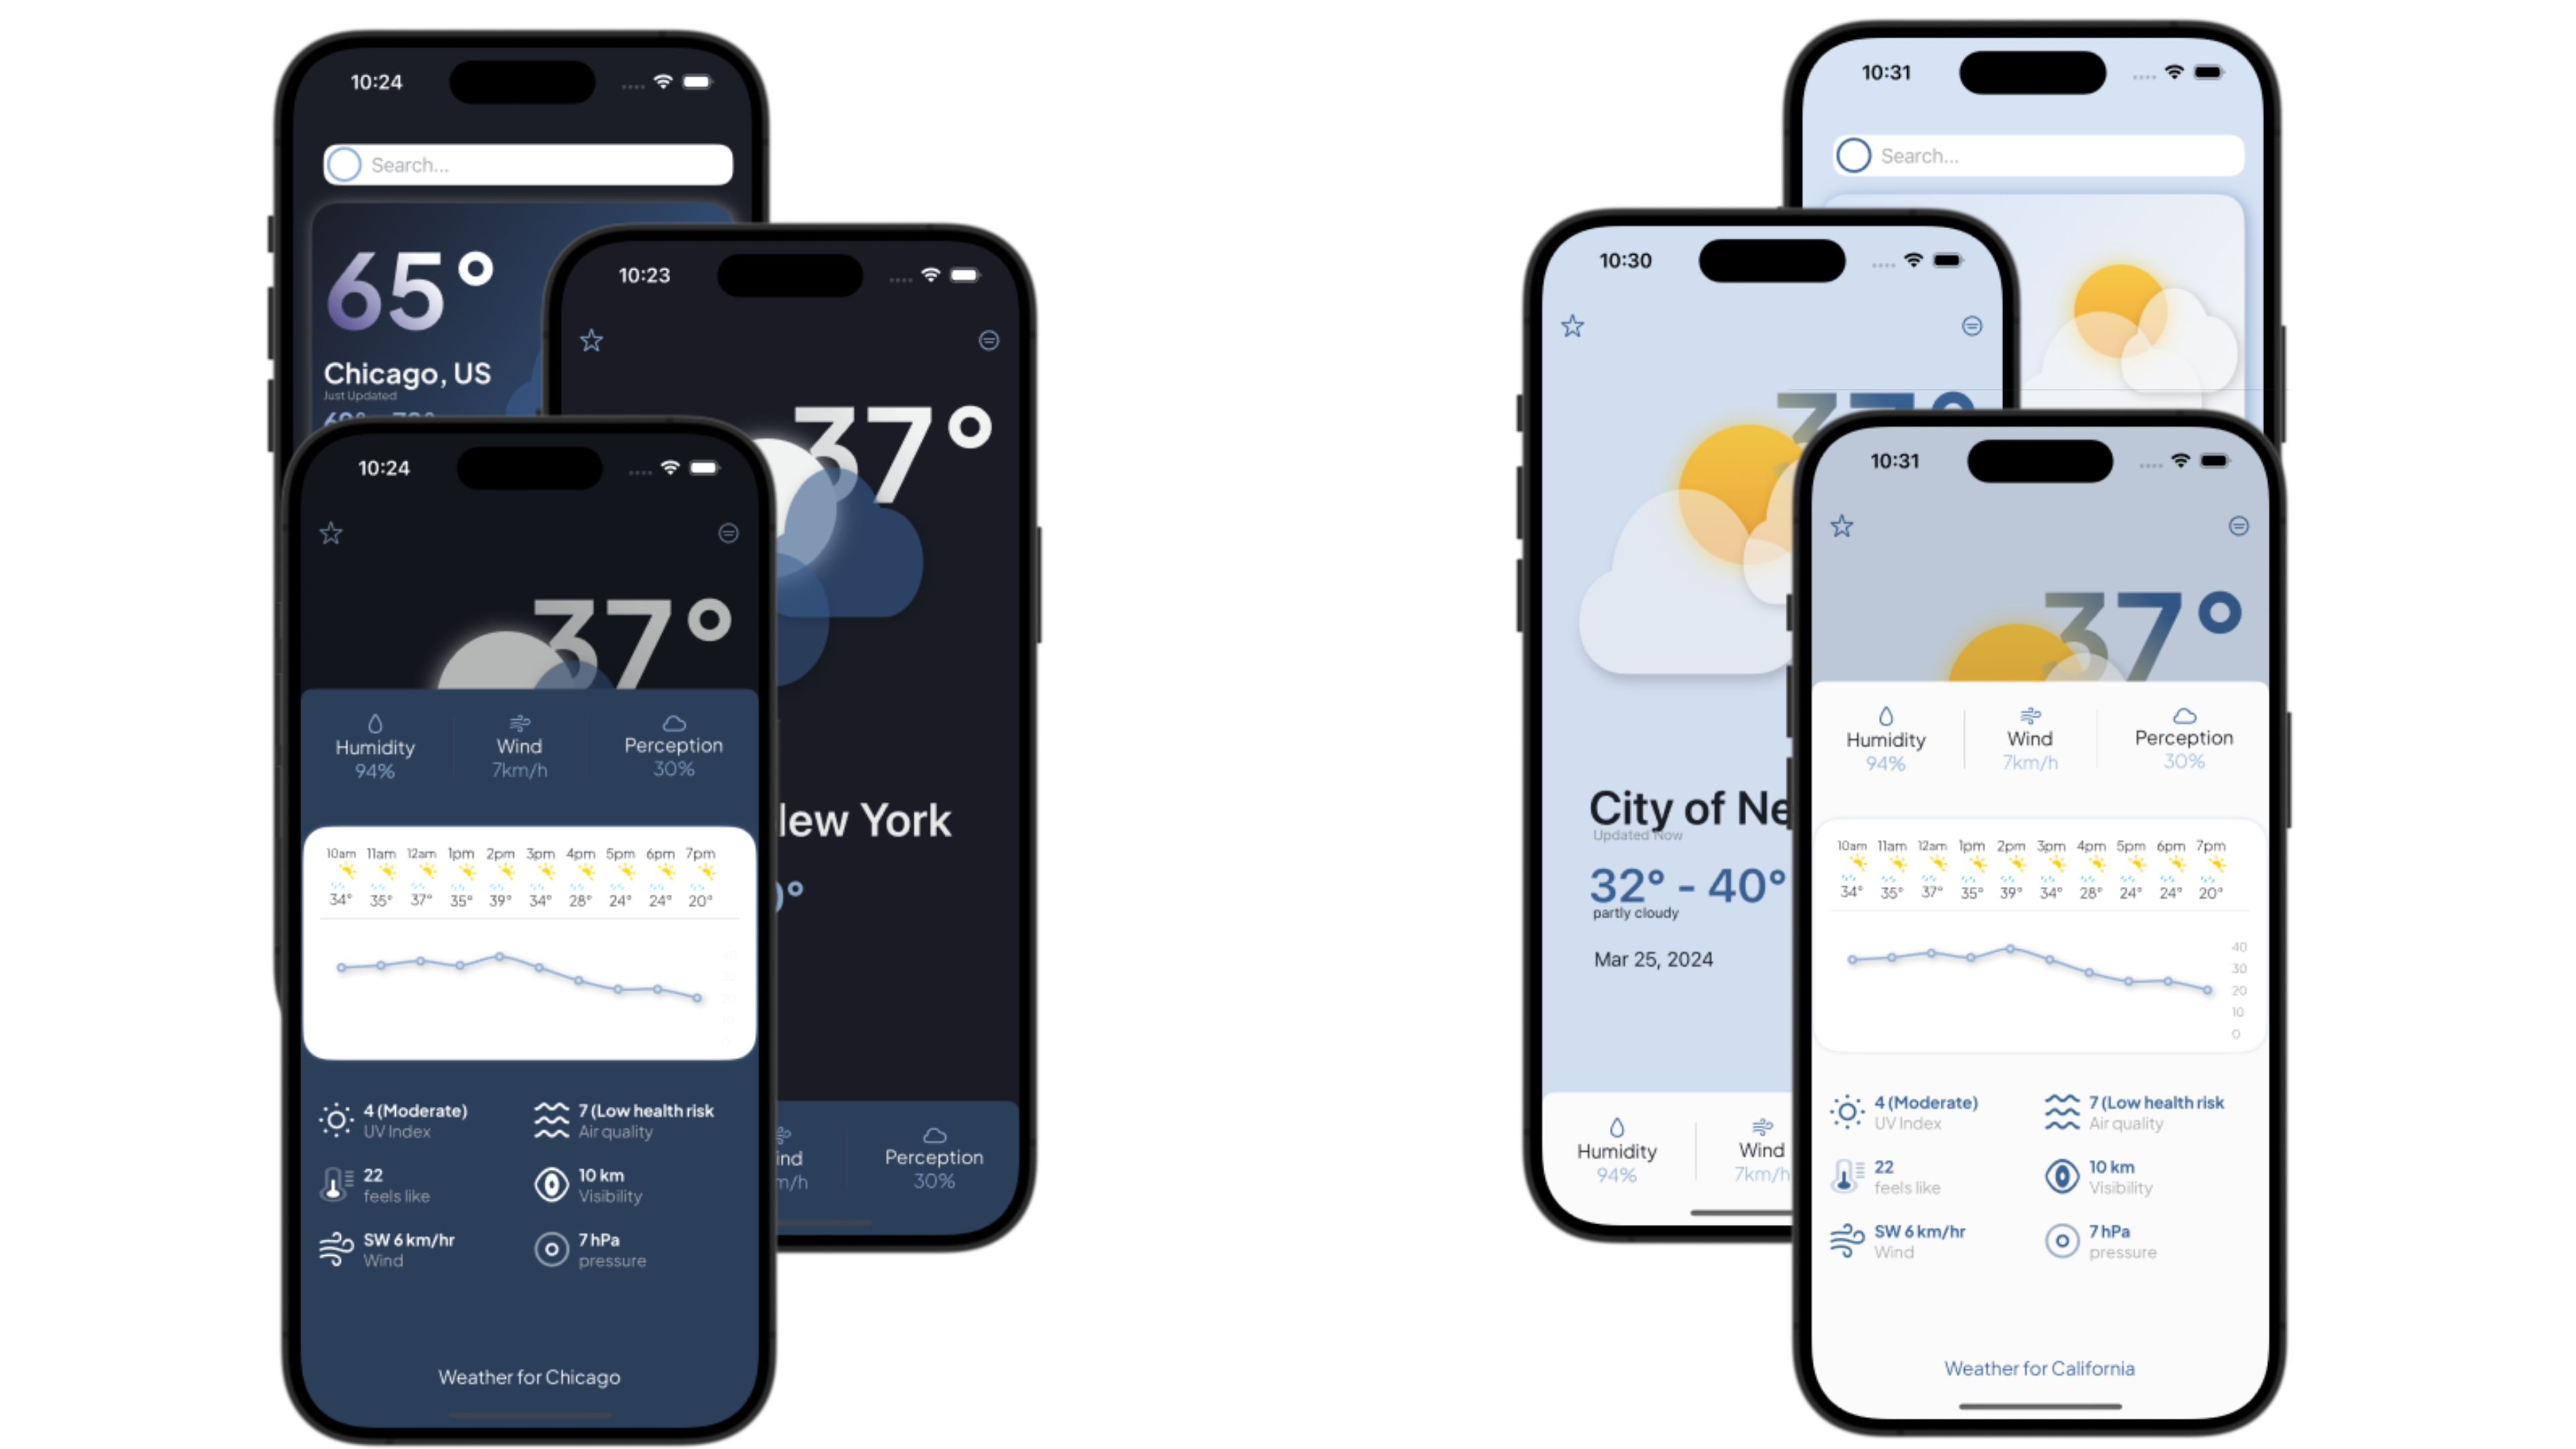 10:24
Search...
65°
Chicago, US
Just Updated
10:23
37°
New York
Wind
Perception
30%
10:24
37°
Humidity
Wind
Perception
94%
7km/h
30%
10am 11am 12am 1pm 2pm 3pm 4pm 5pm 6pm 7pm
34° 35° 37° 35° 39° 34° 28° 24° 24° 20°
40
30
20
10
0
4 (Moderate)
UV Index
7 (Low health risk
Air quality
22
feels like
10 km
Visibility
SW 6 km/hr
Wind
7 hPa
pressure
Weather for Chicago
10:31
Search...
10:30
37°
City of Ne
Updated Now
32° - 40°
partly cloudy
Mar 25, 2024
Humidity
Wind
94%
7km/h
10:31
37°
Humidity
Wind
Perception
94%
7km/h
30%
10am 11am 12am 1pm 2pm 3pm 4pm 5pm 6pm 7pm
34° 35° 37° 35° 39° 34° 28° 24° 24° 20°
40
30
20
10
0
4 (Moderate)
UV Index
7 (Low health risk
Air quality
22
feels like
10 km
Visibility
SW 6 km/hr
Wind
7 hPa
pressure
Weather for California